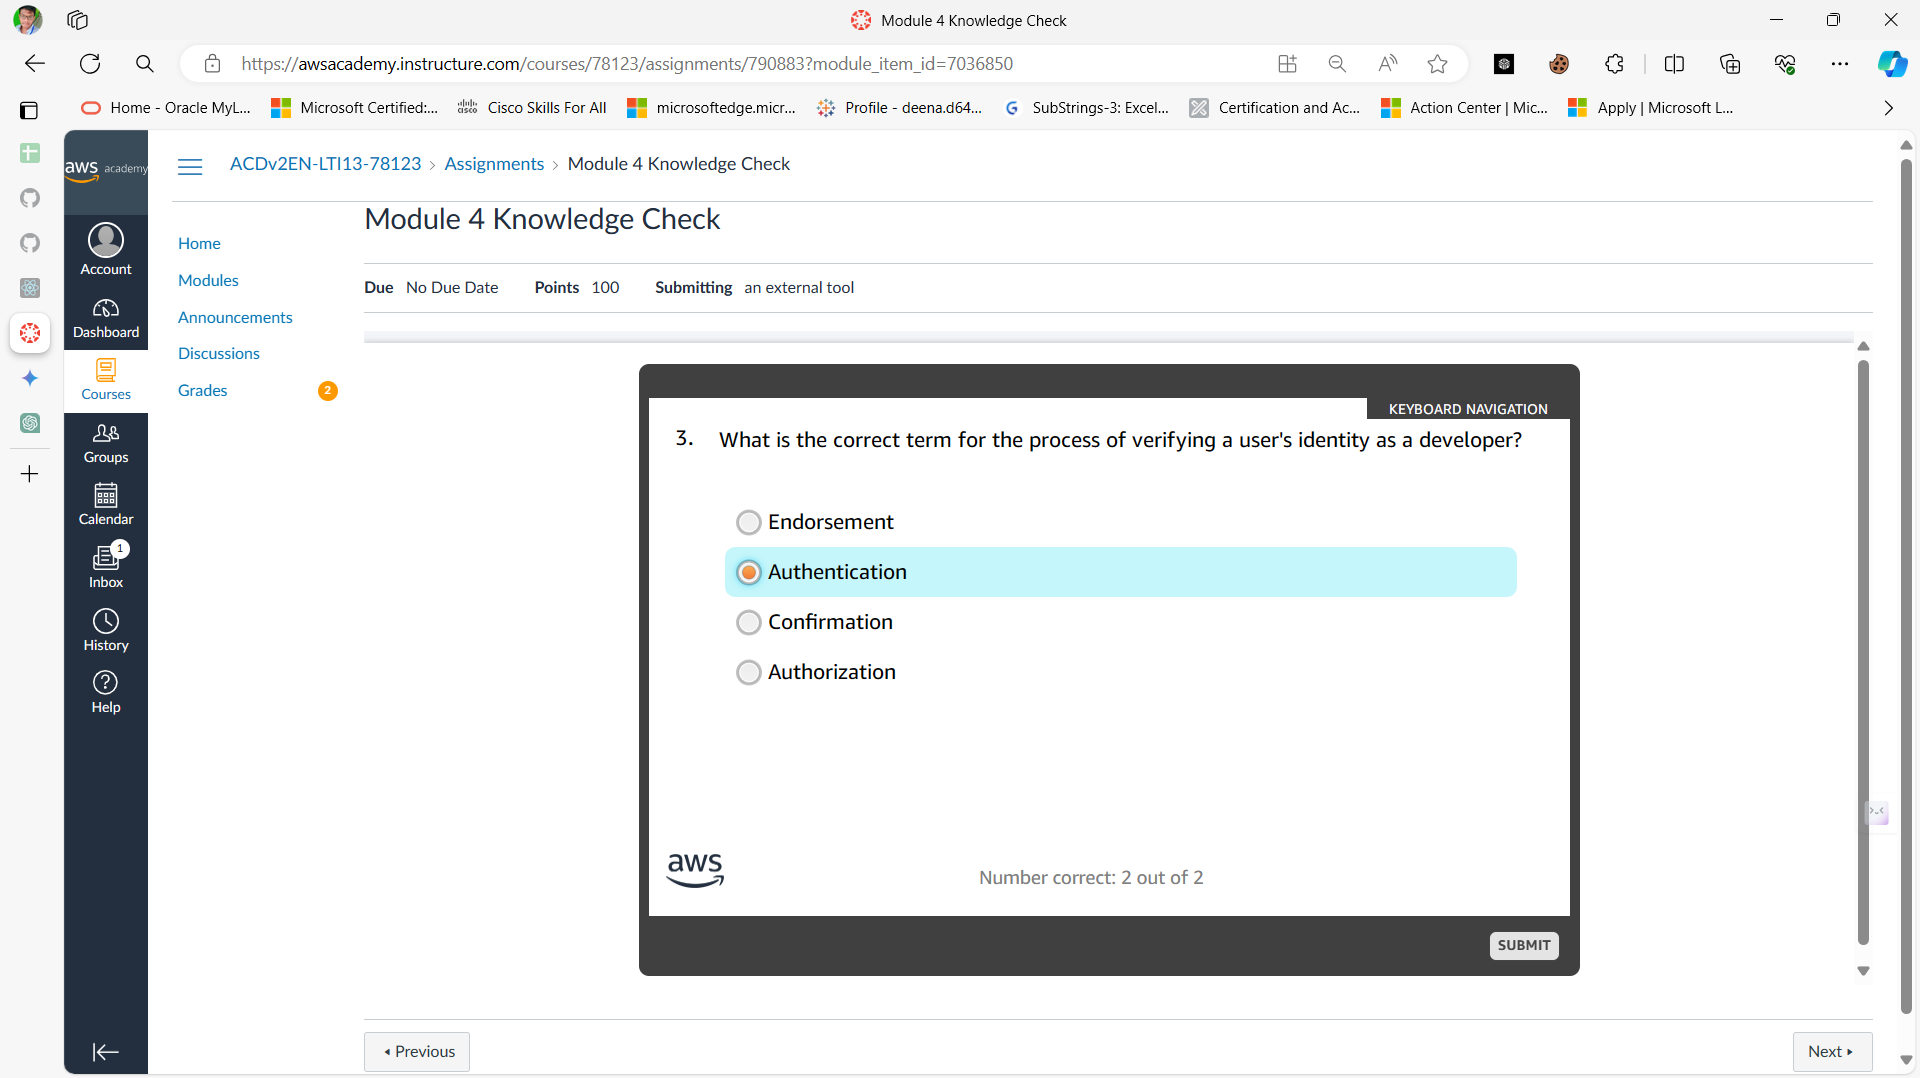 Module 4 Knowledge Check
https://awsacademy.instructure.com/courses/78123/assignments/790883?module_item_id=7036850
Home - Oracle MyL...
Microsoft Certified:...
Cisco Skills For All
microsoftedge.micr...
Profile - deena.d64...
SubStrings-3: Excel...
Certification and Ac...
Action Center | Mic...
Apply | Microsoft L...
aws academy
ACDv2EN-LTI13-78123 › Assignments › Module 4 Knowledge Check
Account
Dashboard
Courses
Groups
Calendar
1
Inbox
History
Help
Home
Modules
Announcements
Discussions
Grades 2
Module 4 Knowledge Check
Due No Due Date Points 100 Submitting an external tool
KEYBOARD NAVIGATION
3. What is the correct term for the process of verifying a user's identity as a developer?
Endorsement
Authentication
Confirmation
Authorization
aws
Number correct: 2 out of 2
SUBMIT
Previous
Next